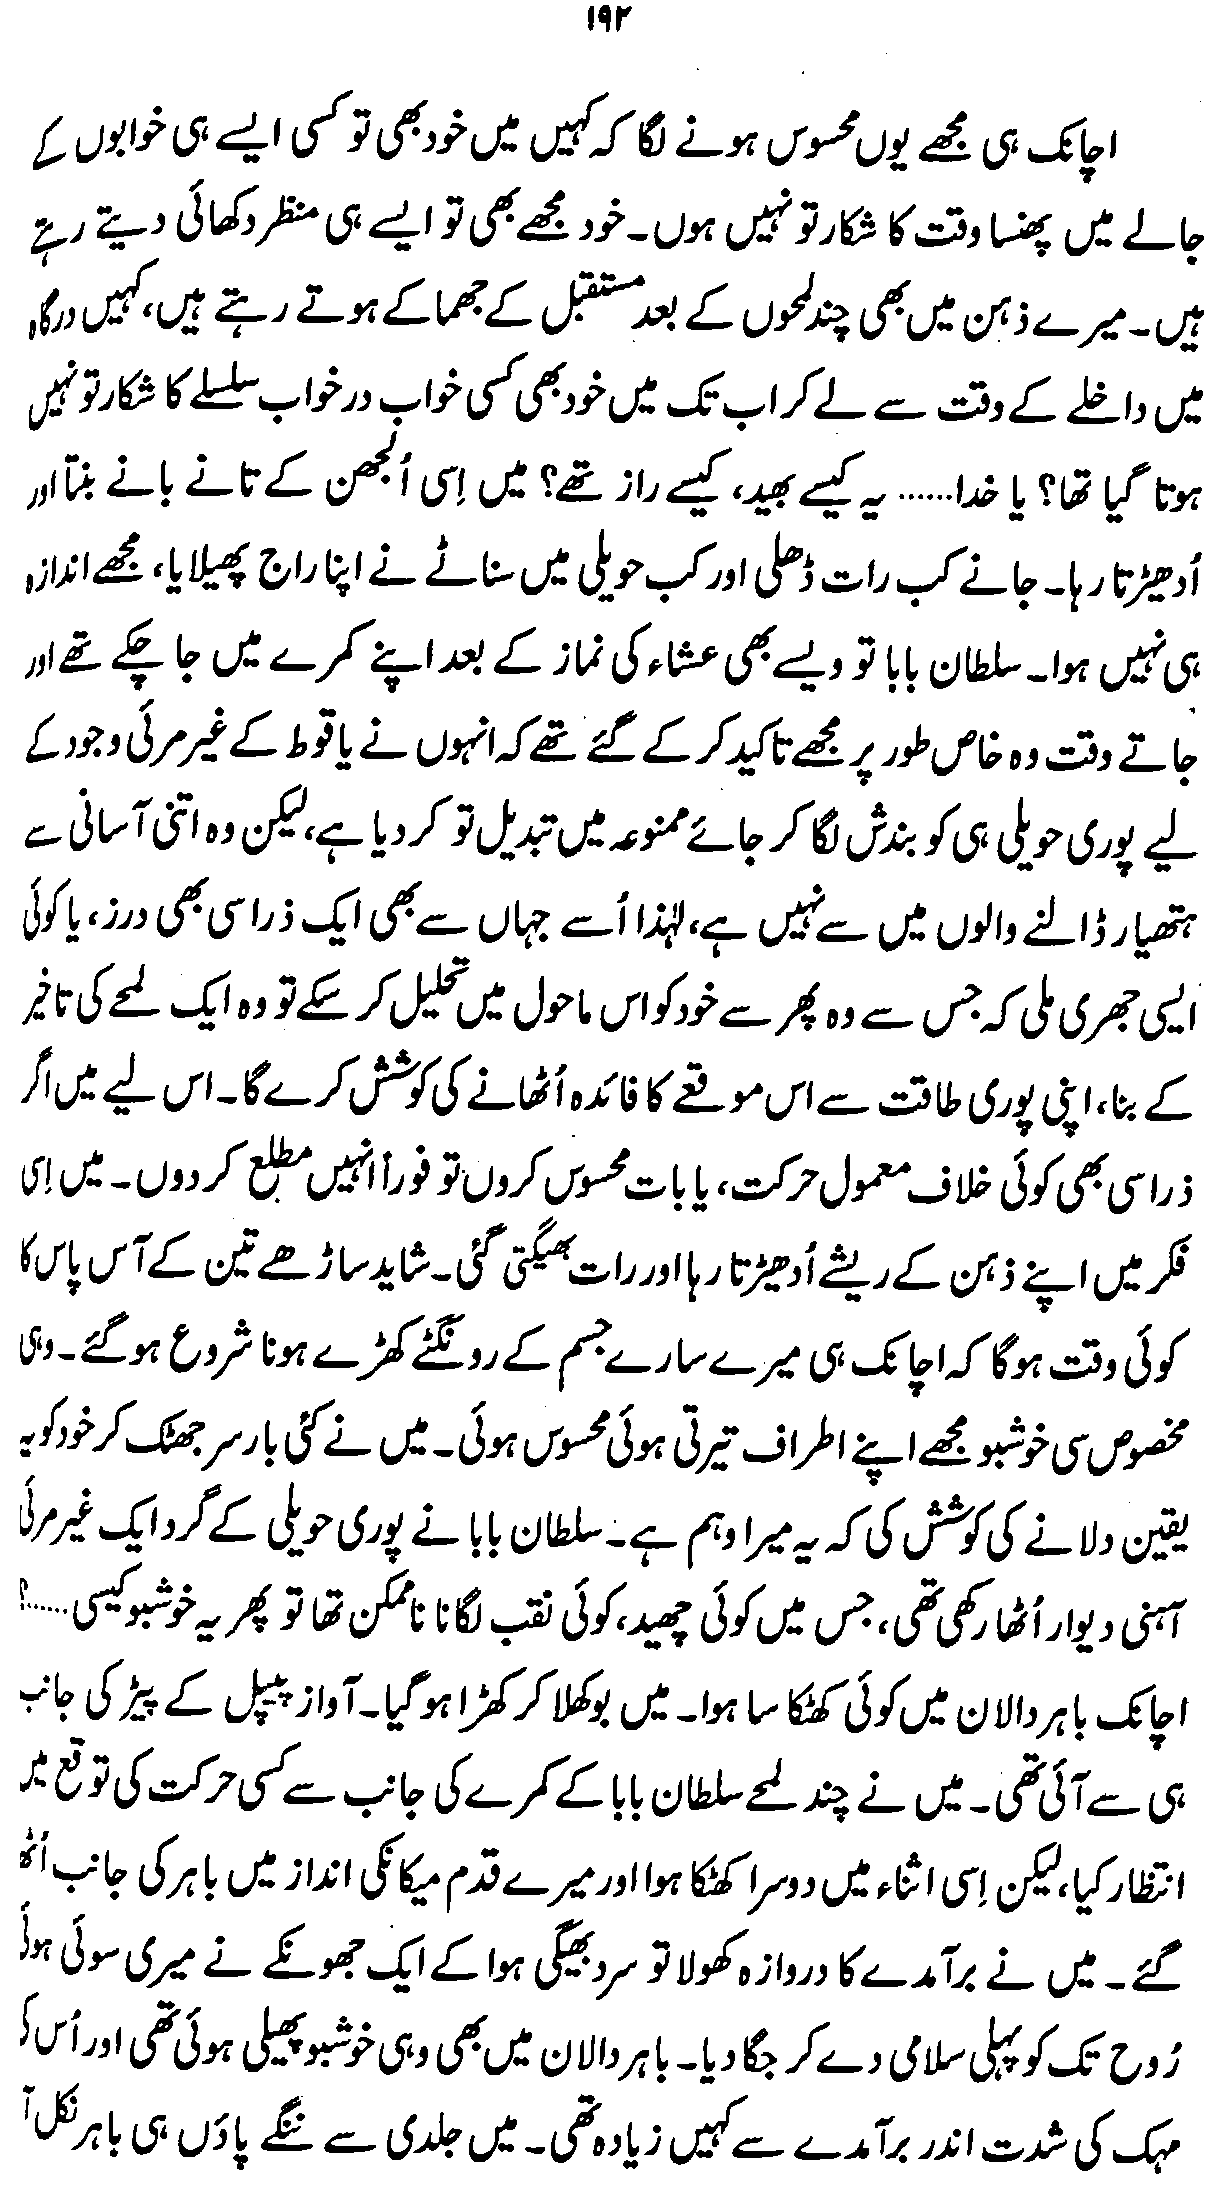 ۱۹۲
اچانک ہی مجھے یوں محسوس ہونے لگا کہ کہیں میں خود بھی تو کسی ایسے ہی خوابوں کے
جالے میں پھنسا وقت کا شکار تو نہیں ہوں۔ خود مجھے بھی تو ایسے ہی منظر دکھائی دیتے رہتے
ہیں۔ میرے ذہن میں بھی چند لمحوں کے بعد مستقبل کے جھماکے ہوتے رہتے ہیں، کہیں درگاہ
میں داخلے کے وقت سے لے کر اب تک میں خود بھی کسی خواب در خواب سلسلے کا شکار تو نہیں
ہوتا گیا تھا؟ یا خدا...... یہ کیسے بھید، کیسے راز تھے؟ میں اِسی اُلجھن کے تانے بانے بنتا اور
اُدھیڑتا رہا۔ جانے کب رات ڈھلی اور کب حویلی میں سناٹے نے اپنا راج پھیلایا، مجھے اندازہ
ہی نہیں ہوا۔ سلطان بابا تو ویسے بھی عشاء کی نماز کے بعد اپنے کمرے میں جا چکے تھے اور
جاتے وقت وہ خاص طور پر مجھے تاکید کر کے گئے تھے کہ انہوں نے یاقوط کے غیر مرئی وجود کے
لیے پوری حویلی ہی کو بندش لگا کر جائے ممنوعہ میں تبدیل تو کر دیا ہے، لیکن وہ اتنی آسانی سے
ہتھیار ڈالنے والوں میں سے نہیں ہے، لہٰذا اُسے جہاں سے بھی ایک ذرا سی بھی درز، یا کوئی
ایسی جھری ملی کہ جس سے وہ پھر سے خود کو اس ماحول میں تحلیل کر سکے تو وہ ایک لمحے کی تاخیر
کے بنا، اپنی پوری طاقت سے اس موقعے کا فائدہ اُٹھانے کی کوشش کرے گا۔ اس لیے میں اگر
ذرا سی بھی کوئی خلاف معمول حرکت، یا بات محسوس کروں تو فوراً انہیں مطلع کر دوں۔ میں اِسی
فکر میں اپنے ذہن کے ریشے اُدھیڑتا رہا اور رات بھیگتی گئی۔ شاید ساڑھے تین کے آس پاس کا
کوئی وقت ہوگا کہ اچانک ہی میرے سارے جسم کے رونگٹے کھڑے ہونا شروع ہو گئے۔ وہی
مخصوص سی خوشبو مجھے اپنے اطراف تیرتی ہوئی محسوس ہوئی۔ میں نے کئی بار سر جھٹک کر خود کو یہ
یقین دلانے کی کوشش کی کہ یہ میرا وہم ہے۔ سلطان بابا نے پوری حویلی کے گرد ایک غیر مرئی
آہنی دیوار اُٹھا رکھی تھی، جس میں کوئی چھید، کوئی نقب لگانا ناممکن تھا تو پھر یہ خوشبو کیسی......؟
اچانک باہر دالان میں کوئی کھٹکا سا ہوا۔ میں بوکھلا کر کھڑا ہو گیا۔ آواز پیپل کے پیڑ کی جانب
ہی سے آئی تھی۔ میں نے چند لمحے سلطان بابا کے کمرے کی جانب سے کسی حرکت کی توقع میں
انتظار کیا، لیکن اِسی اثناء میں دوسرا کھٹکا ہوا اور میرے قدم میکانکی انداز میں باہر کی جانب اُٹھ
گئے۔ میں نے برآمدے کا دروازہ کھولا تو سرد بھیگی ہوا کے ایک جھونکے نے میری سوئی ہوئی
رُوح تک کو پہلی سلامی دے کر جگا دیا۔ باہر دالان میں بھی وہی خوشبو پھیلی ہوئی تھی اور اُس کی
مہک کی شدت اندر برآمدے سے کہیں زیادہ تھی۔ میں جلدی سے ننگے پاؤں ہی باہر نکل آ